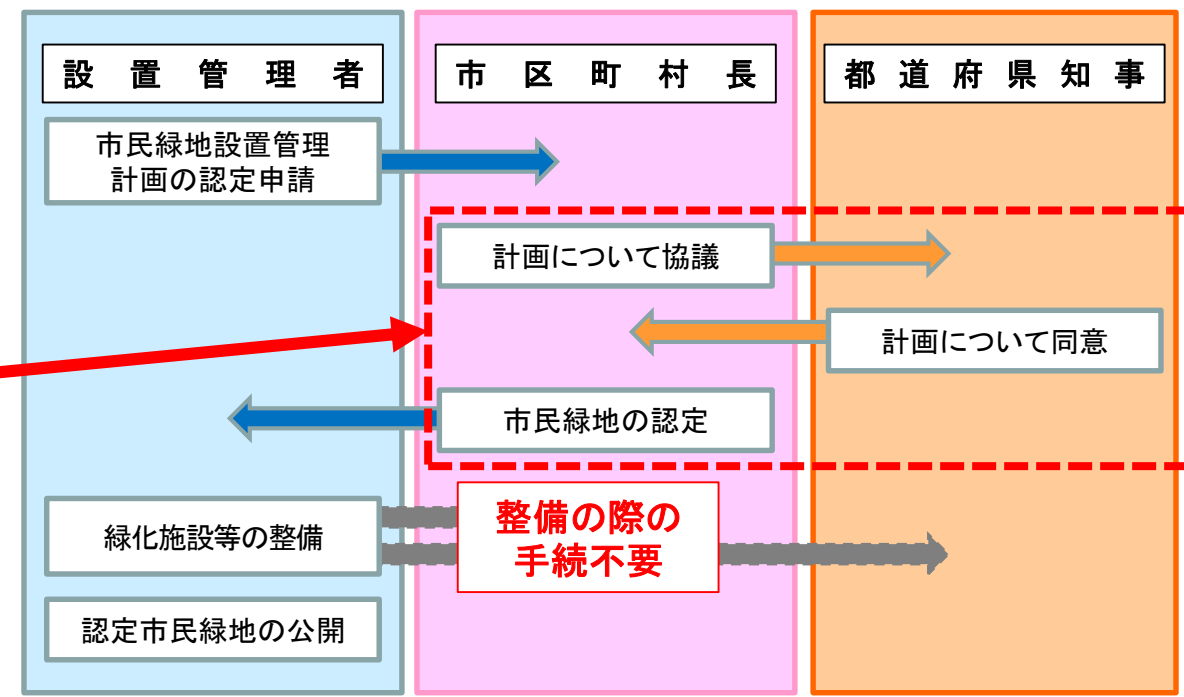 設置管理者
市区町村長
都道府県知事
市民緑地設置管理
計画の認定申請
計画について協議
計画について同意
市民緑地の認定
緑化施設等の整備
整備の際の
手続不要
認定市民緑地の公開